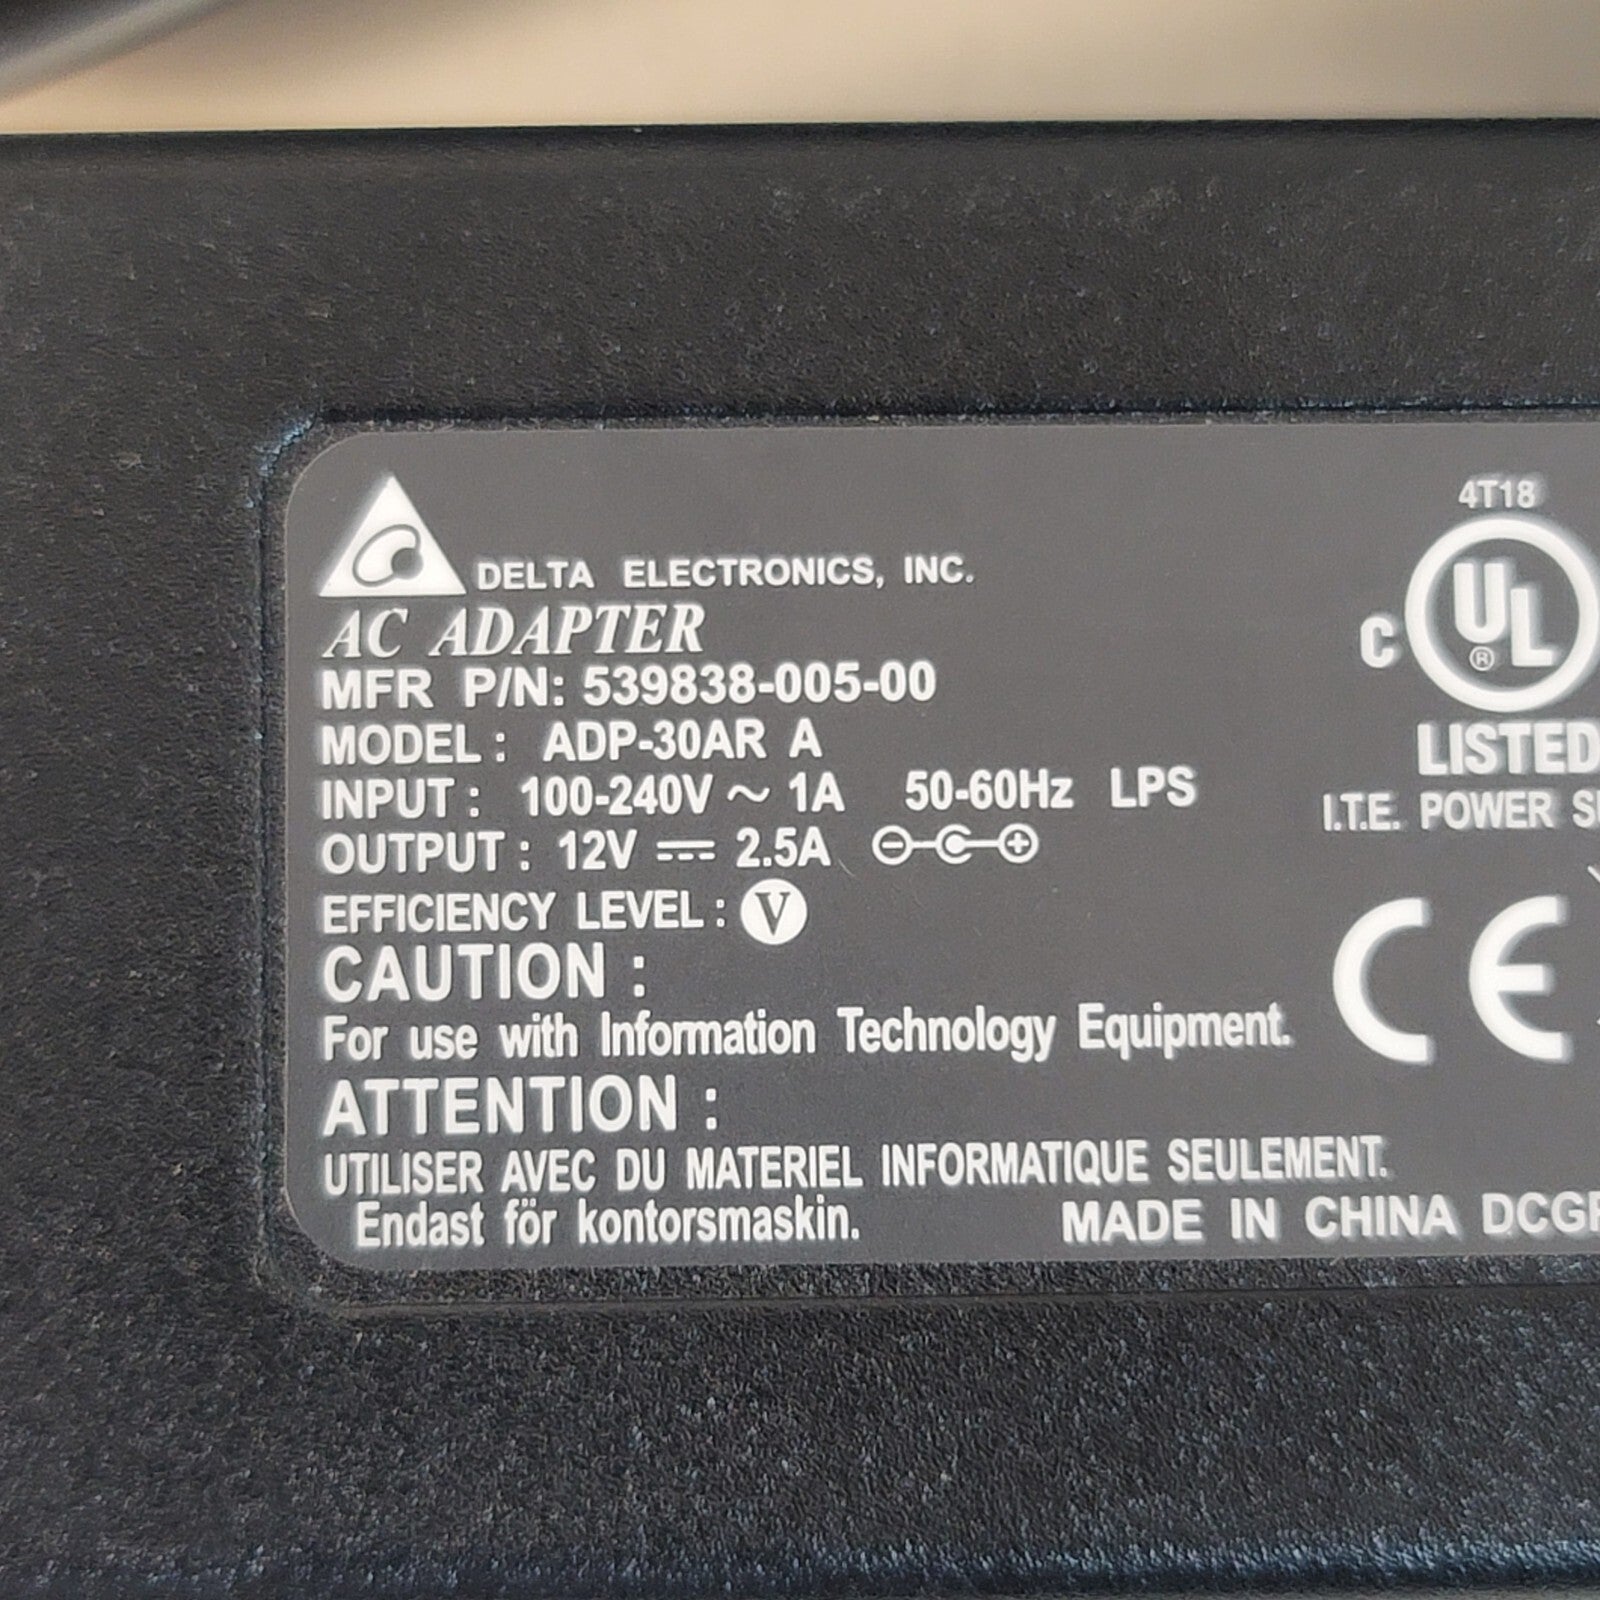 DELTA ELECTRONICS, INC.
AC ADAPTER
MFR P/N: 539838-005-00
MODEL : ADP-30AR A
INPUT : 100-240V ~ 1A 50-60Hz LPS
OUTPUT : 12V ⎓ 2.5A
EFFICIENCY LEVEL : V
CAUTION :
For use with Information Technology Equipment.
ATTENTION :
UTILISER AVEC DU MATERIEL INFORMATIQUE SEULEMENT.
Endast för kontorsmaskin.
MADE IN CHINA
4T18
C UL ®
LISTED
I.T.E. POWER
CE